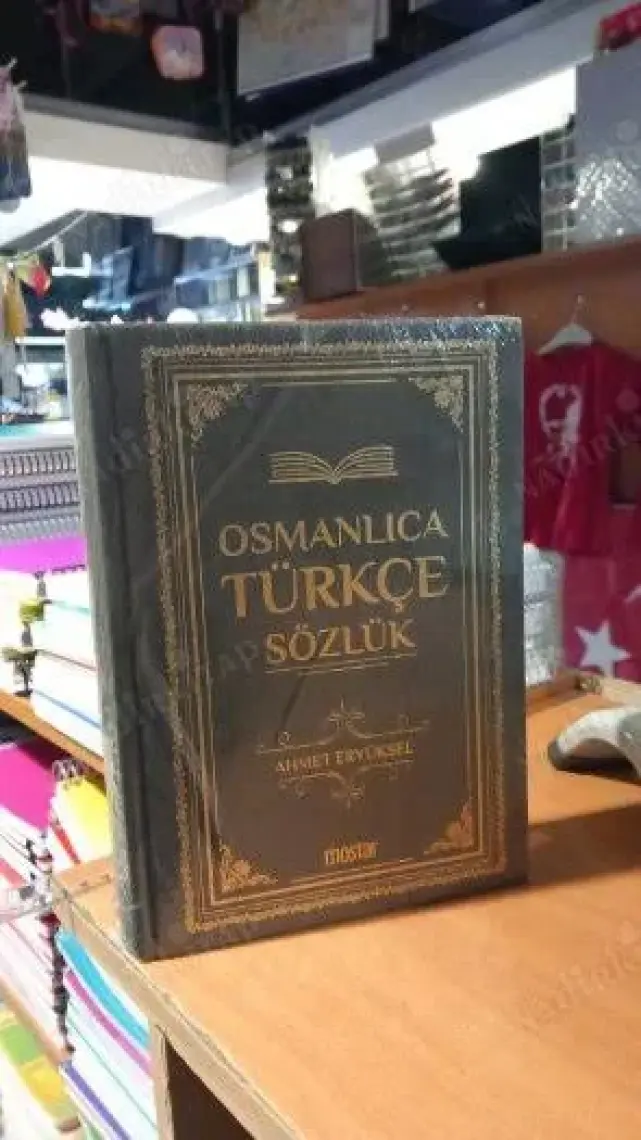 OSMANLICA
TÜRKÇE
SÖZLÜK
AHMET ERYÜKSEL
mostar